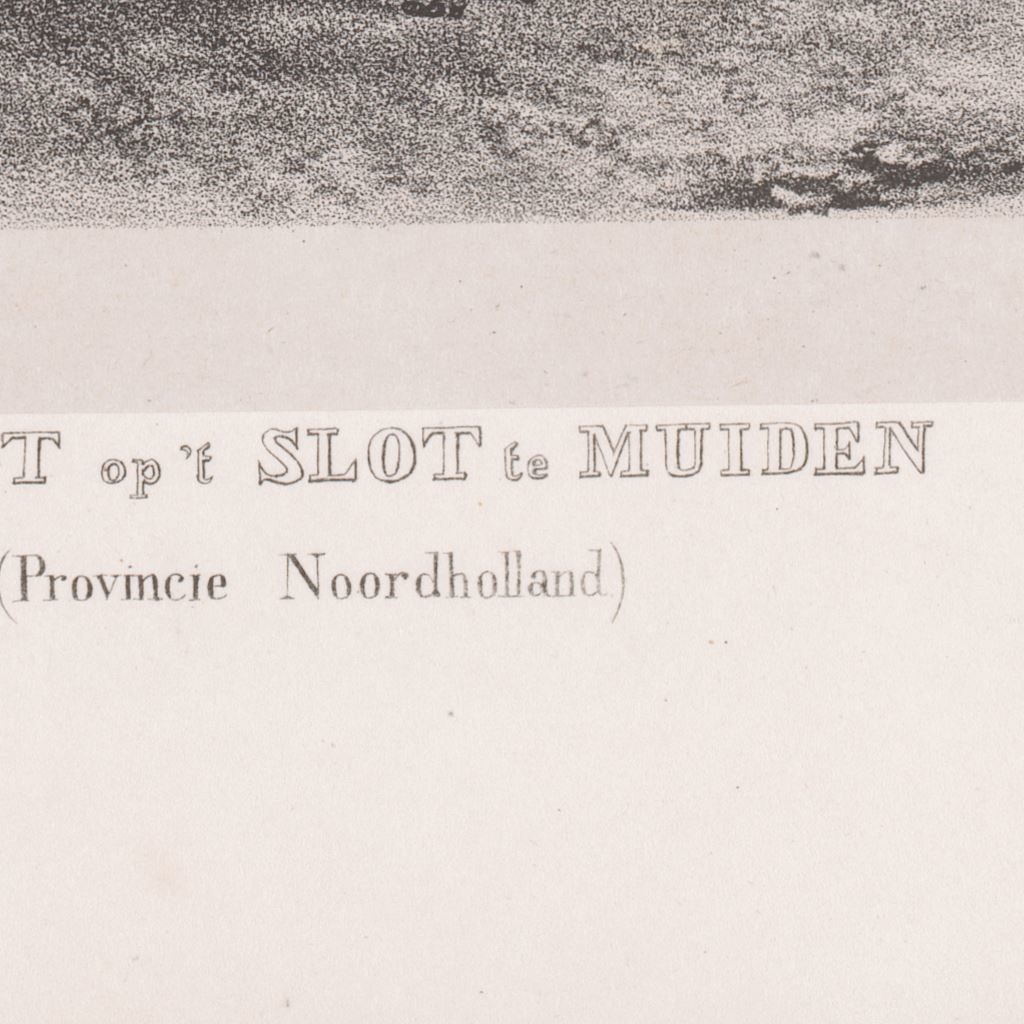 T op 't SLOT te MUIDEN
(Provincie Noordholland)